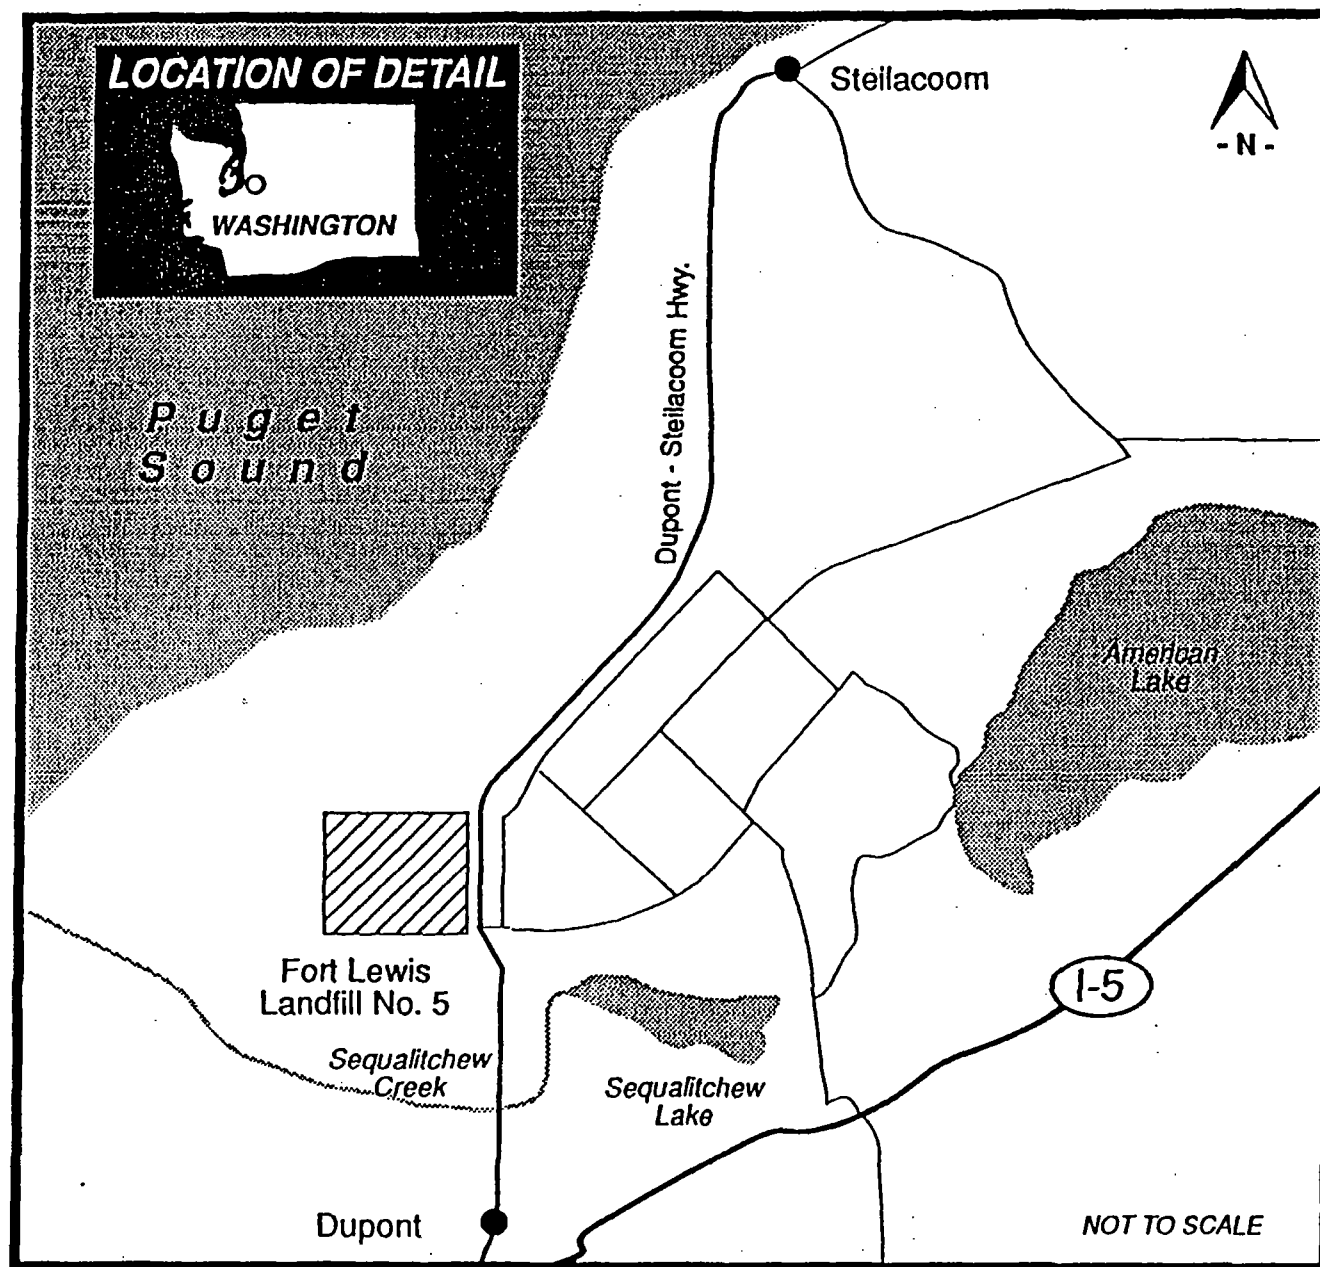 LOCATION OF DETAIL
WASHINGTON
Steilacoom
- N -
Dupont - Steilacoom Hwy.
Puget
Sound
American
Lake
Fort Lewis
Landfill No. 5
I-5
Sequalitchew
Creek
Sequalitchew
Lake
Dupont
NOT TO SCALE